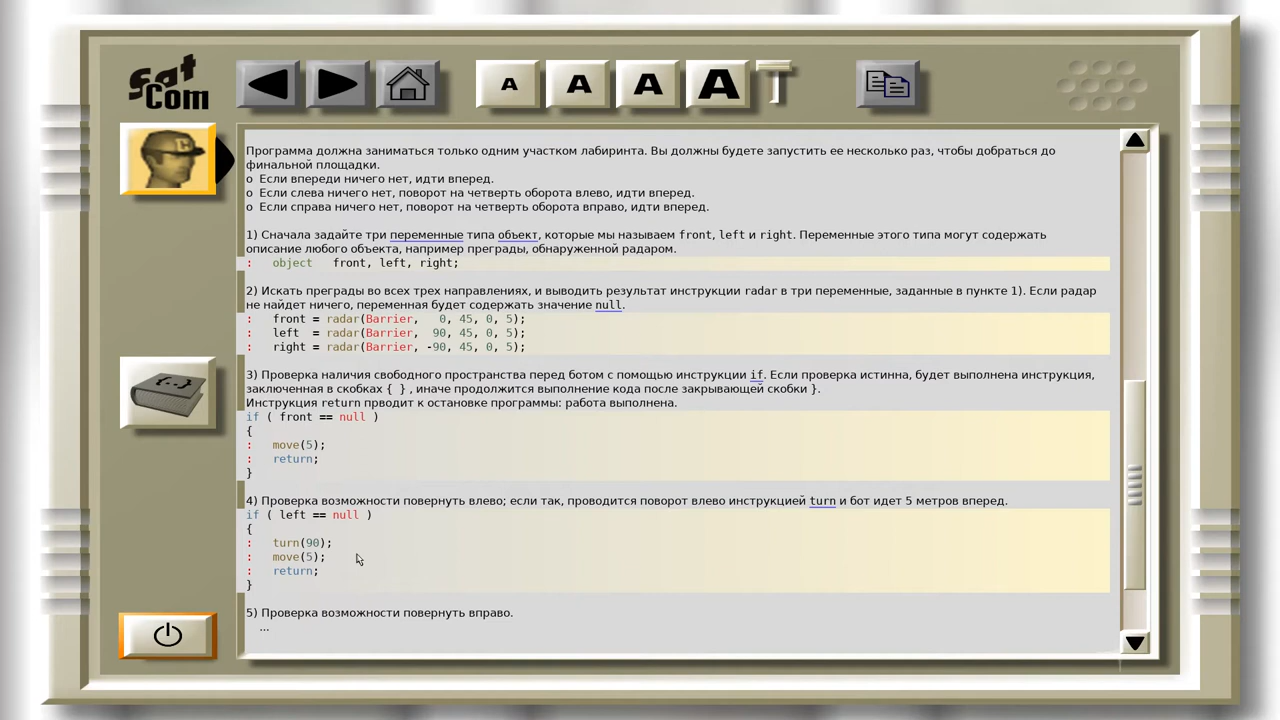 Sat
Com
A A A A T
Программа должна заниматься только одним участком лабиринта. Вы должны будете запустить ее несколько раз, чтобы добраться до
финальной площадки.
o Если впереди ничего нет, идти вперед.
o Если слева ничего нет, поворот на четверть оборота влево, идти вперед.
o Если справа ничего нет, поворот на четверть оборота вправо, идти вперед.
1) Сначала задайте три переменные типа объект, которые мы называем front, left и right. Переменные этого типа могут содержать
описание любого объекта, например преграды, обнаруженной радаром.
: object front, left, right;
2) Искать преграды во всех трех направлениях, и выводить результат инструкции radar в три переменные, заданные в пункте 1). Если радар
не найдет ничего, переменная будет содержать значение null.
: front = radar(Barrier, 0, 45, 0, 5);
: left = radar(Barrier, 90, 45, 0, 5);
: right = radar(Barrier, -90, 45, 0, 5);
3) Проверка наличия свободного пространства перед ботом с помощью инструкции if. Если проверка истинна, будет выполнена инструкция,
заключенная в скобках { } , иначе продолжится выполнение кода после закрывающей скобки }.
Инструкция return прводит к остановке программы: работа выполнена.
if ( front == null )
{
: move(5);
: return;
}
4) Проверка возможности повернуть влево; если так, проводится поворот влево инструкцией turn и бот идет 5 метров вперед.
if ( left == null )
{
: turn(90);
: move(5);
: return;
}
5) Проверка возможности повернуть вправо.
...
{--}